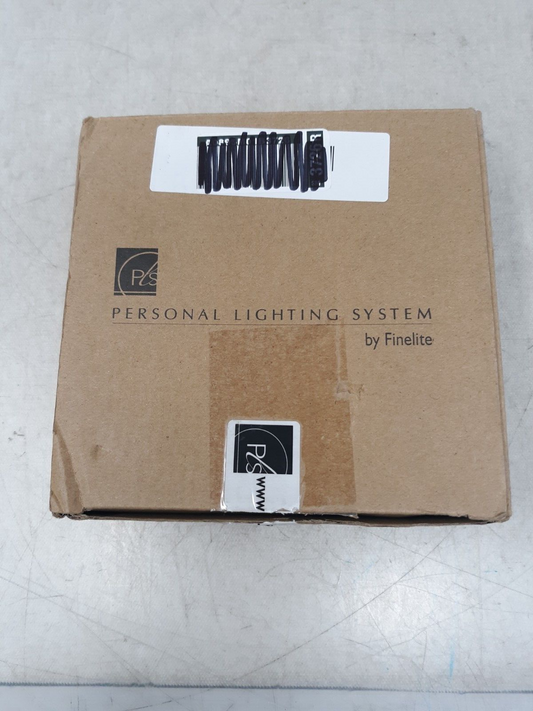 PLS
PERSONAL LIGHTING SYSTEM
by Finelite
PLS
WWW